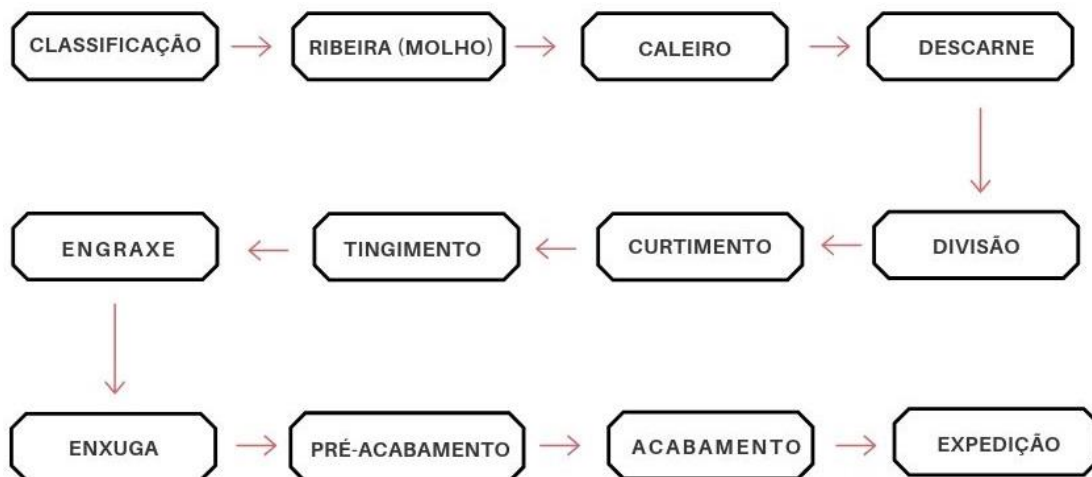 CLASSIFICAÇÃO
RIBEIRA (MOLHO)
CALEIRO
DESCARNE
DIVISÃO
CURTIMENTO
TINGIMENTO
ENGRAXE
ENXUGA
PRÉ-ACABAMENTO
ACABAMENTO
EXPEDIÇÃO